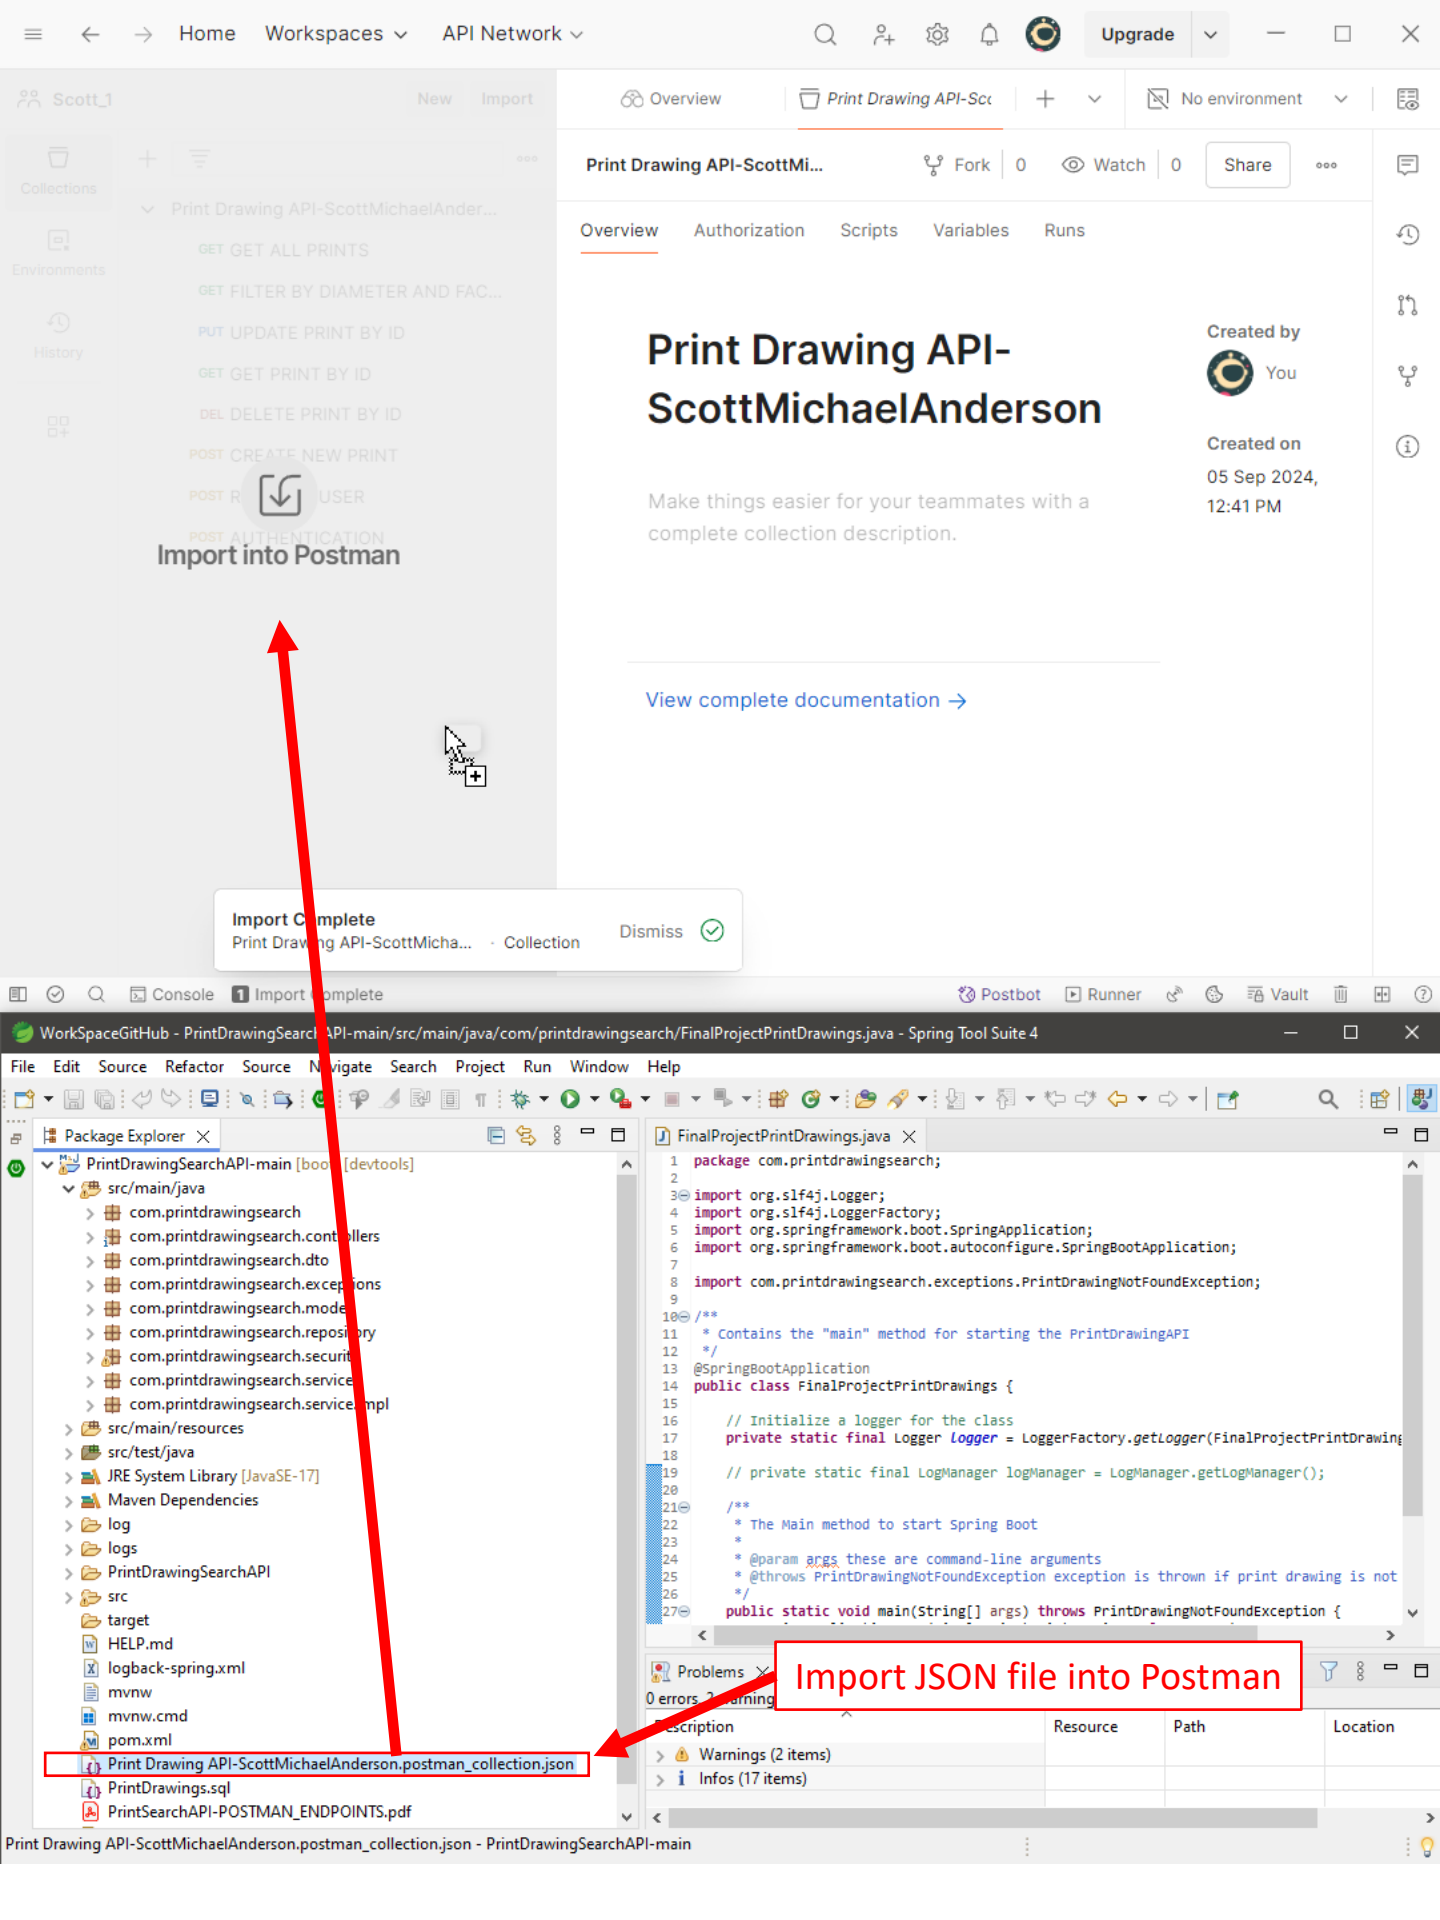 Home Workspaces API Network Upgrade
Scott_1 New Import
Overview Print Drawing API-Scc No environment
Collections
Environments
History
Print Drawing API-ScottMichaelAnder...
GET GET ALL PRINTS
GET FILTER BY DIAMETER AND FAC...
PUT UPDATE PRINT BY ID
GET GET PRINT BY ID
DEL DELETE PRINT BY ID
POST CREATE NEW PRINT
POST R USER
POST AUTHENTICATION
Import into Postman
Print Drawing API-ScottMi... Fork 0 Watch 0 Share
Overview Authorization Scripts Variables Runs
Print Drawing API-
ScottMichaelAnderson
Make things easier for your teammates with a
complete collection description.
View complete documentation →
Created by
You
Created on
05 Sep 2024,
12:41 PM
Import Complete
Print Drawing API-ScottMicha... · Collection
Dismiss
Console 1 Import Complete Postbot Runner Vault
WorkSpaceGitHub - PrintDrawingSearchAPI-main/src/main/java/com/printdrawingsearch/FinalProjectPrintDrawings.java - Spring Tool Suite 4
File Edit Source Refactor Source Navigate Search Project Run Window Help
Package Explorer
PrintDrawingSearchAPI-main [boot] [devtools]
src/main/java
com.printdrawingsearch
com.printdrawingsearch.controllers
com.printdrawingsearch.dto
com.printdrawingsearch.exceptions
com.printdrawingsearch.model
com.printdrawingsearch.repository
com.printdrawingsearch.security
com.printdrawingsearch.service
com.printdrawingsearch.service.impl
src/main/resources
src/test/java
JRE System Library [JavaSE-17]
Maven Dependencies
log
logs
PrintDrawingSearchAPI
src
target
HELP.md
logback-spring.xml
mvnw
mvnw.cmd
pom.xml
Print Drawing API-ScottMichaelAnderson.postman_collection.json
PrintDrawings.sql
PrintSearchAPI-POSTMAN_ENDPOINTS.pdf
FinalProjectPrintDrawings.java
1 package com.printdrawingsearch;
2
3 import org.slf4j.Logger;
4 import org.slf4j.LoggerFactory;
5 import org.springframework.boot.SpringApplication;
6 import org.springframework.boot.autoconfigure.SpringBootApplication;
7
8 import com.printdrawingsearch.exceptions.PrintDrawingNotFoundException;
9
10 /**
11 * Contains the "main" method for starting the PrintDrawingAPI
12 */
13 @SpringBootApplication
14 public class FinalProjectPrintDrawings {
15
16 // Initialize a logger for the class
17 private static final Logger logger = LoggerFactory.getLogger(FinalProjectPrintDrawing
18
19 // private static final LogManager logManager = LogManager.getLogManager();
20
21 /**
22 * The Main method to start Spring Boot
23 *
24 * @param args these are command-line arguments
25 * @throws PrintDrawingNotFoundException exception is thrown if print drawing is not
26 */
27 public static void main(String[] args) throws PrintDrawingNotFoundException {
Import JSON file into Postman
Problems
0 errors, 2 warning
Description Resource Path Location
Warnings (2 items)
Infos (17 items)
Print Drawing API-ScottMichaelAnderson.postman_collection.json - PrintDrawingSearchAPI-main